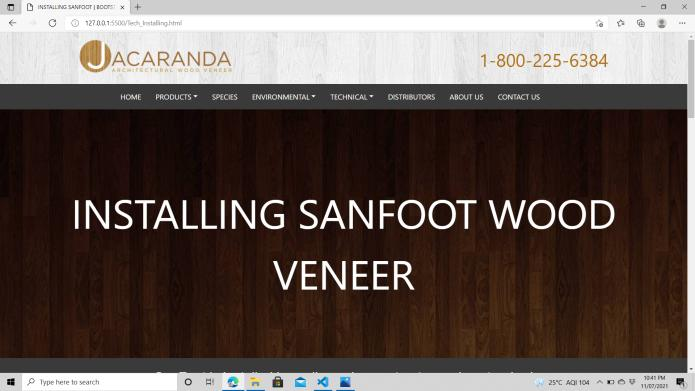 INSTALLING SANFOOT | BOOTST
127.0.0.1:5500/Tech_Installing.html
JACARANDA
ARCHITECTURAL WOOD VENEER
1-800-225-6384
HOME PRODUCTS SPECIES ENVIRONMENTAL TECHNICAL DISTRIBUTORS ABOUT US CONTACT US
INSTALLING SANFOOT WOOD
VENEER
Type here to search
25°C AQI 104
10:41 PM
11/07/2021